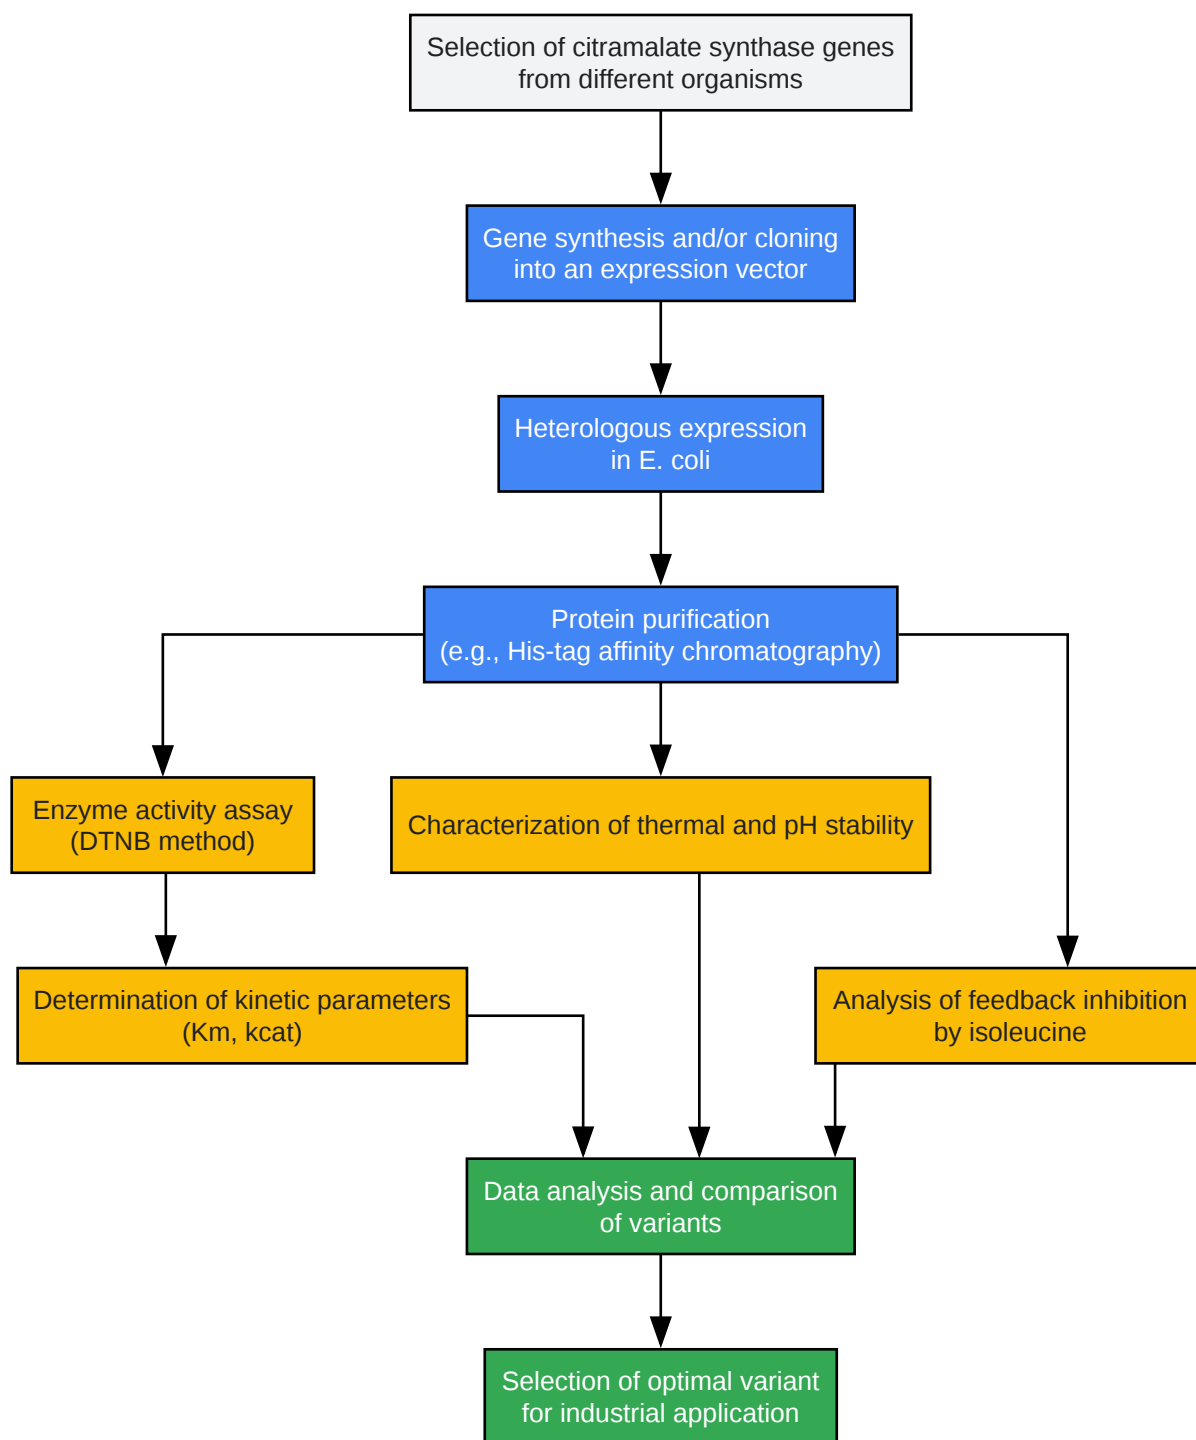 Selection of citramalate synthase genes
from different organisms
Gene synthesis and/or cloning
into an expression vector
Heterologous expression
in E. coli
Protein purification
(e.g., His-tag affinity chromatography)
Enzyme activity assay
(DTNB method)
Characterization of thermal and pH stability
Determination of kinetic parameters
(Km, kcat)
Analysis of feedback inhibition
by isoleucine
Data analysis and comparison
of variants
Selection of optimal variant
for industrial application